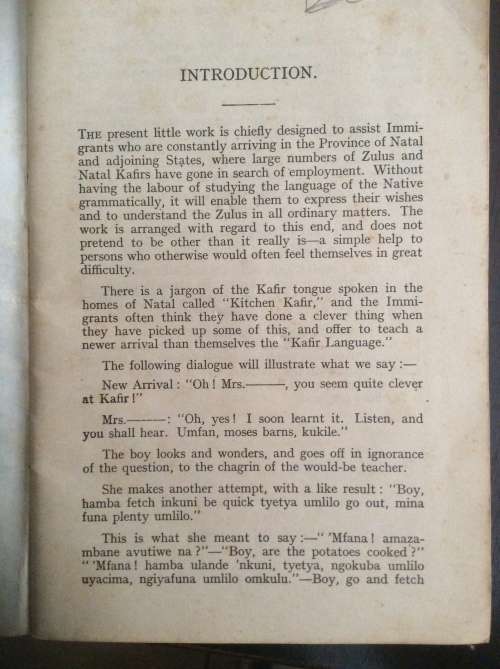 INTRODUCTION.
THE present little work is chiefly designed to assist Immi-
grants who are constantly arriving in the Province of Natal
and adjoining States, where large numbers of Zulus and
Natal Kafirs have gone in search of employment. Without
having the labour of studying the language of the Native
grammatically, it will enable them to express their wishes
and to understand the Zulus in all ordinary matters. The
work is arranged with regard to this end, and does not
pretend to be other than it really is—a simple help to
persons who otherwise would often feel themselves in great
difficulty.
There is a jargon of the Kafir tongue spoken in the
homes of Natal called "Kitchen Kafir," and the Immi-
grants often think they have done a clever thing when
they have picked up some of this, and offer to teach a
newer arrival than themselves the "Kafir Language."
The following dialogue will illustrate what we say :—
New Arrival : "Oh! Mrs.———, you seem quite clever
at Kafir!"
Mrs.———: "Oh, yes! I soon learnt it. Listen, and
you shall hear. Umfan, moses barns, kukile."
The boy looks and wonders, and goes off in ignorance
of the question, to the chagrin of the would-be teacher.
She makes another attempt, with a like result : "Boy,
hamba fetch inkuni be quick tyetya umlilo go out, mina
funa plenty umlilo."
This is what she meant to say :—" 'Mfana! amaza-
mbane avutiwe na?"—"Boy, are the potatoes cooked?"
" 'Mfana! hamba ulande 'nkuni, tyetya, ngokuba umlilo
uyacima, ngiyafuna umlilo omkulu."—Boy, go and fetch